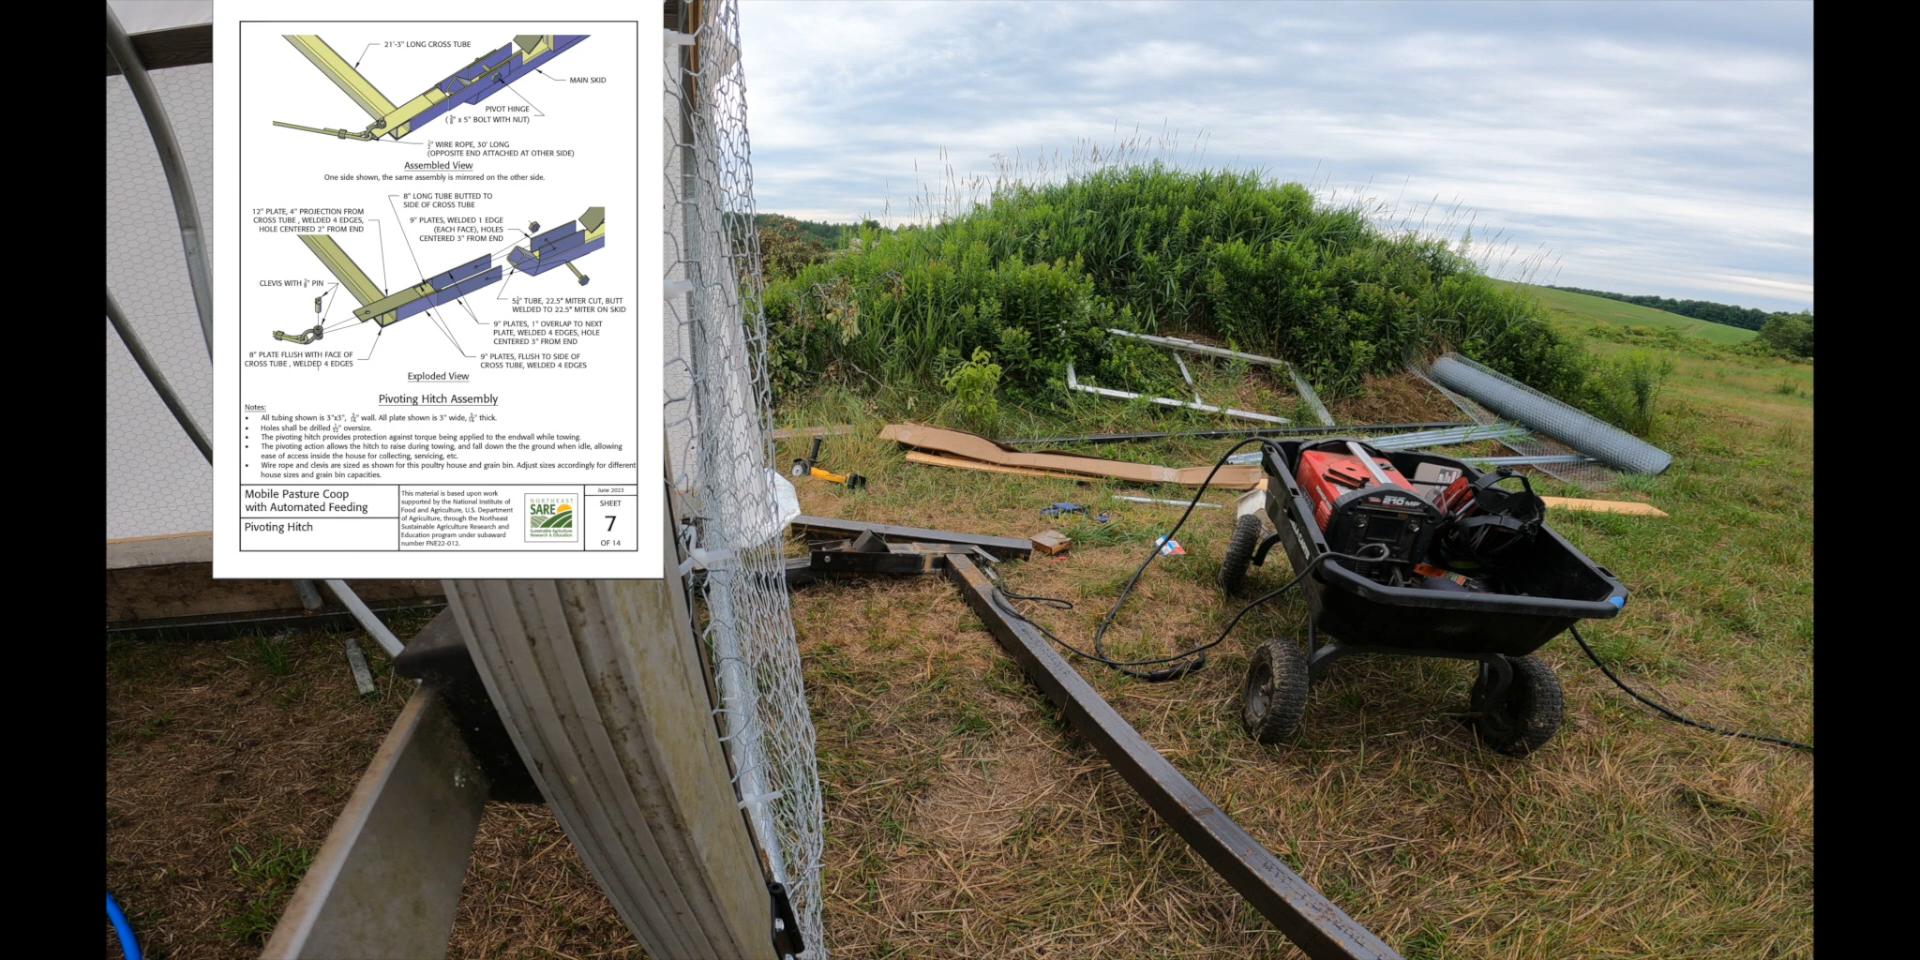 21'-3" LONG CROSS TUBE
MAIN SKID
PIVOT HINGE
" x 5" BOLT WITH NUT)
" WIRE ROPE, 30' LONG
(OPPOSITE END ATTACHED AT OTHER SIDE)
Assembled View
One side shown, the same assembly is mirrored on the other side.
8" LONG TUBE BUTTED TO
SIDE OF CROSS TUBE
12" PLATE, 4" PROJECTION FROM
CROSS TUBE , WELDED 4 EDGES,
HOLE CENTERED 2" FROM END
9" PLATES, WELDED 1 EDGE
(EACH FACE), HOLES
CENTERED 3" FROM END
CLEVIS WITH " PIN
" TUBE, 22.5° MITER CUT, BUTT
WELDED TO 22.5° MITER ON SKID
9" PLATES, 1" OVERLAP TO NEXT
PLATE, WELDED 4 EDGES, HOLE
CENTERED 3" FROM END
8" PLATE FLUSH WITH FACE OF
CROSS TUBE , WELDED 4 EDGES
9" PLATES, FLUSH TO SIDE OF
CROSS TUBE, WELDED 4 EDGES
Exploded View
Pivoting Hitch Assembly
Notes:
• All tubing shown is 3"x3", " wall. All plate shown is 3" wide, " thick.
• Holes shall be drilled " oversize.
• The pivoting hitch provides protection against torque being applied to the endwall while towing.
• The pivoting action allows the hitch to raise during towing, and fall down the the ground when idle, allowing
ease of access inside the house for collecting, servicing, etc.
• Wire rope and clevis are sized as shown for this poultry house and grain bin. Adjust sizes accordingly for different
house sizes and grain bin capacities.
Mobile Pasture Coop
with Automated Feeding
Pivoting Hitch
This material is based upon work
supported by the National Institute of
Food and Agriculture, U.S. Department
of Agriculture, through the Northeast
Sustainable Agriculture Research and
Education program under subaward
number FNE22-012.
NORTHEAST
SARE
Sustainable Agriculture
Research & Education
June 2023
SHEET
7
OF 14
210 MP